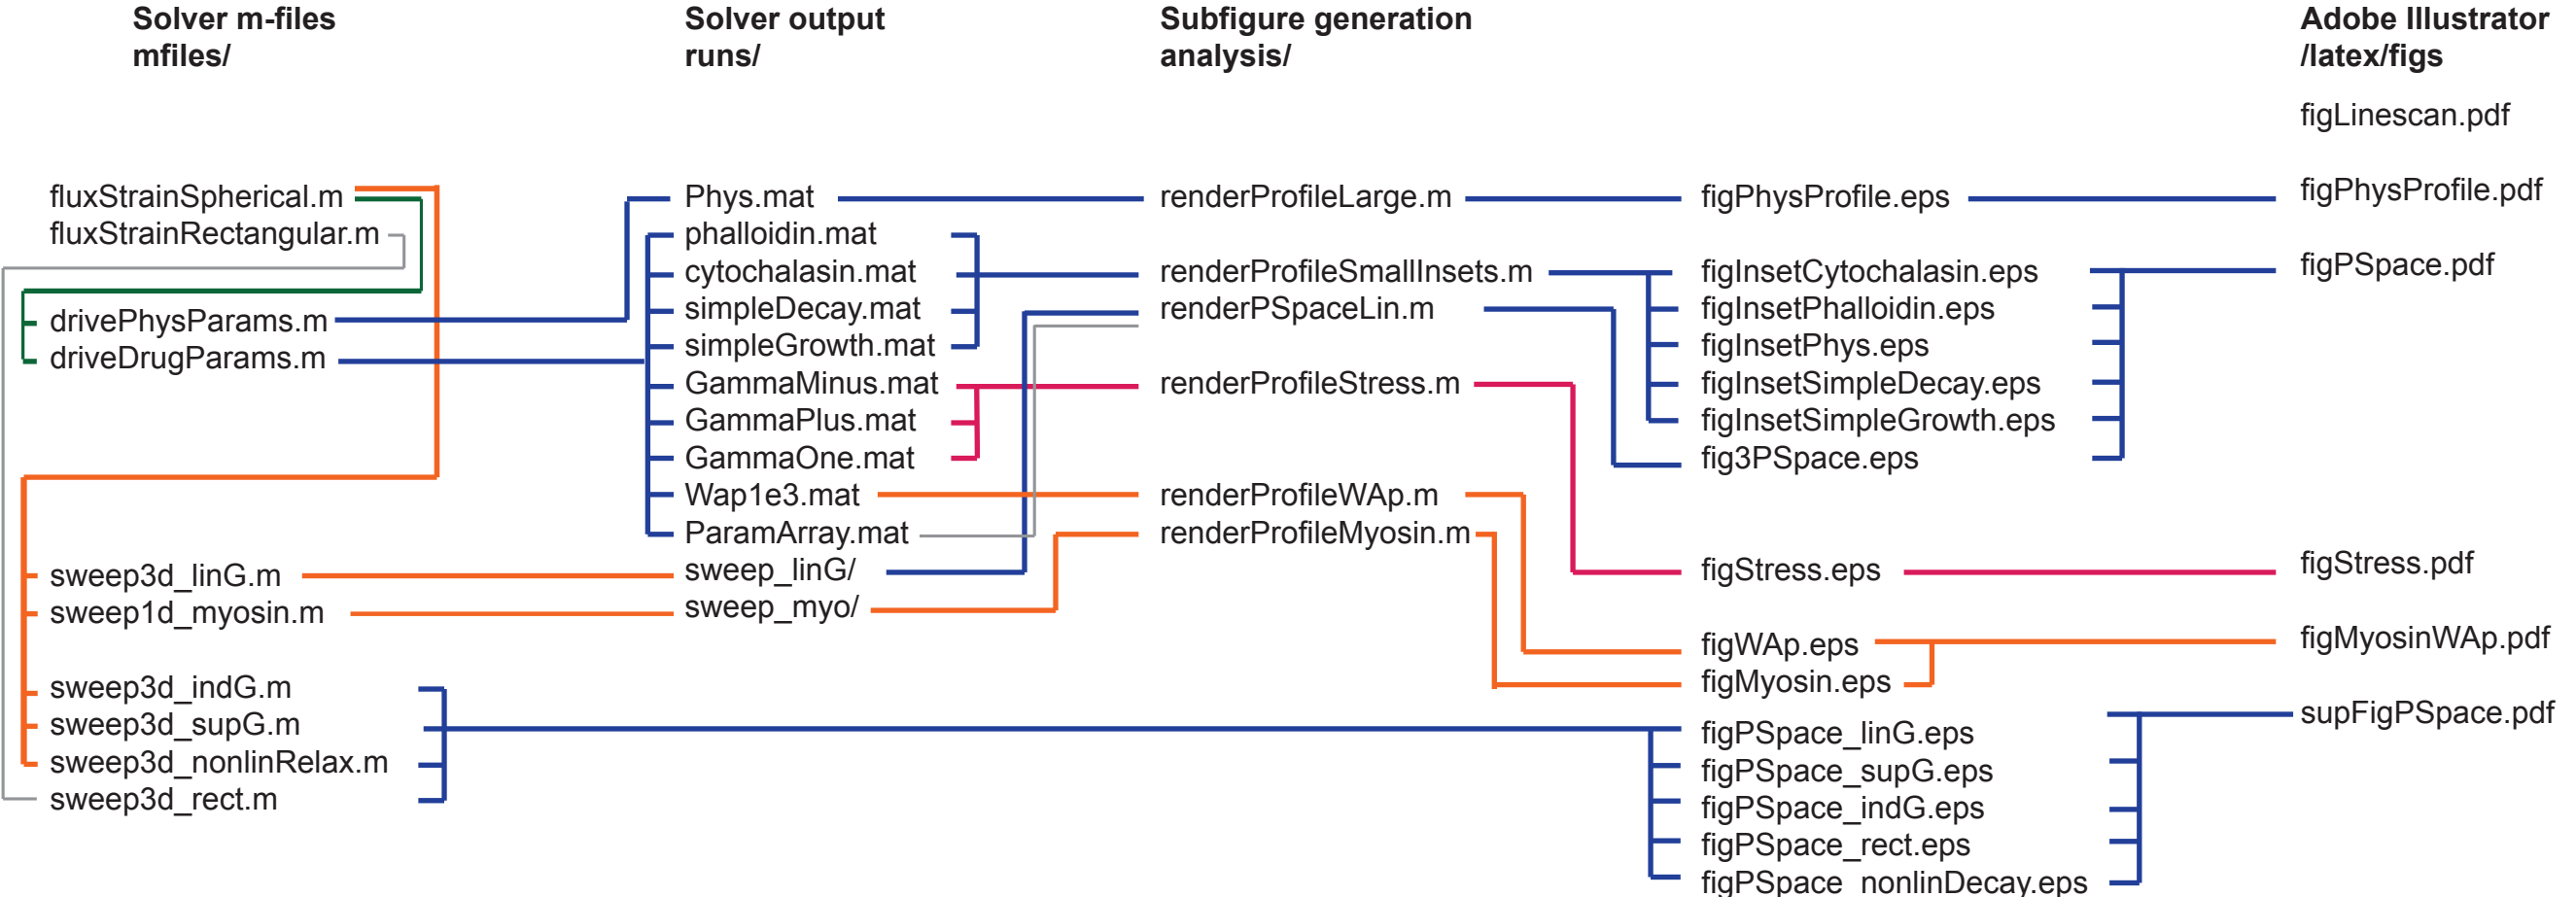 Solver m-files
mfiles/
fluxStrainSpherical.m
fluxStrainRectangular.m
drivePhysParams.m
driveDrugParams.m
sweep3d_linG.m
sweep1d_myosin.m
sweep3d_indG.m
sweep3d_supG.m
sweep3d_nonlinRelax.m
sweep3d_rect.m
Solver output
runs/
Phys.mat
phalloidin.mat
cytochalasin.mat
simpleDecay.mat
simpleGrowth.mat
GammaMinus.mat
GammaPlus.mat
GammaOne.mat
Wap1e3.mat
ParamArray.mat
sweep_linG/
sweep_myo/
Subfigure generation
analysis/
renderProfileLarge.m
renderProfileSmallInsets.m
renderPSpaceLin.m
renderProfileStress.m
renderProfileWAp.m
renderProfileMyosin.m
figPhysProfile.eps
figInsetCytochalasin.eps
figInsetPhalloidin.eps
figInsetPhys.eps
figInsetSimpleDecay.eps
figInsetSimpleGrowth.eps
fig3PSpace.eps
figStress.eps
figWAp.eps
figMyosin.eps
figPSpace_linG.eps
figPSpace_supG.eps
figPSpace_indG.eps
figPSpace_rect.eps
figPSpace_nonlinDecay.eps
Adobe Illustrator
/latex/figs
figLinescan.pdf
figPhysProfile.pdf
figPSpace.pdf
figStress.pdf
figMyosinWAp.pdf
supFigPSpace.pdf